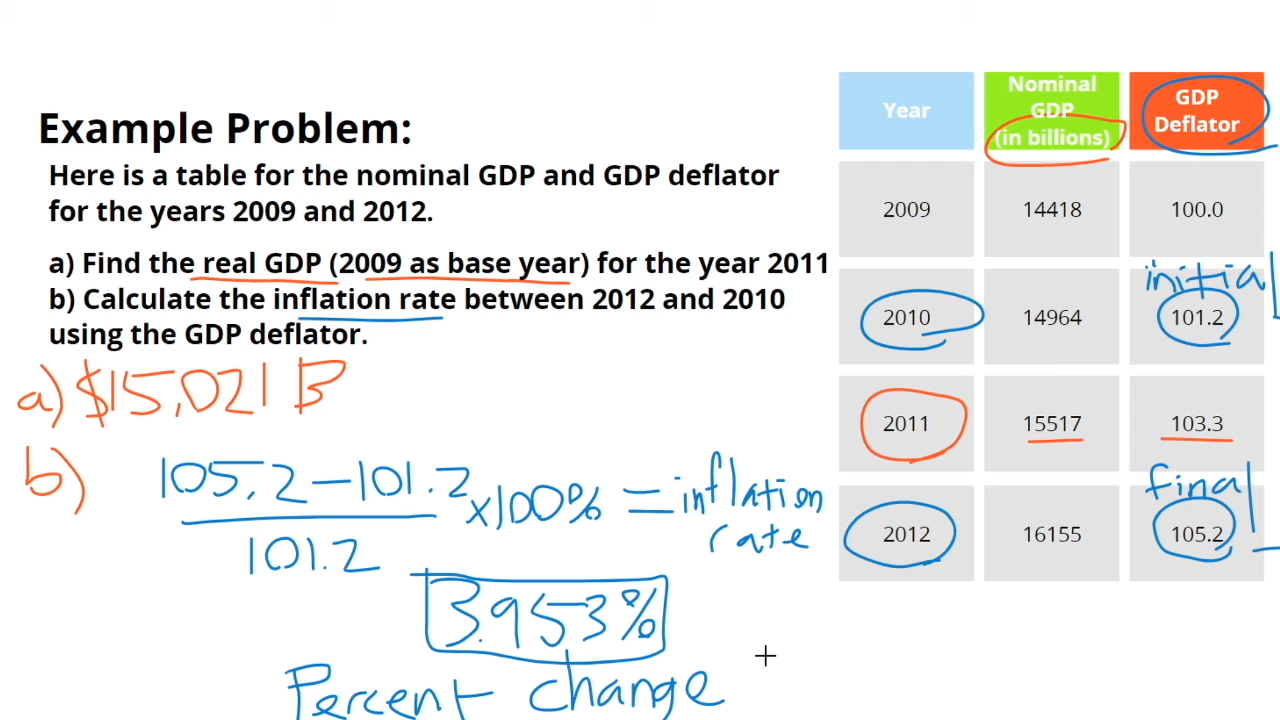 Example Problem:
Here is a table for the nominal GDP and GDP deflator
for the years 2009 and 2012.
a) Find the real GDP (2009 as base year) for the year 2011
b) Calculate the inflation rate between 2012 and 2010
using the GDP deflator.
a) $15,021 B
b)
105.2 - 101.2
101.2
x100% = inflation
rate
3.953%
Percent change
Year
Nominal
GDP
(in billions)
GDP
Deflator
2009 14418 100.0
initial
2010 14964 101.2
2011 15517 103.3
final
2012 16155 105.2